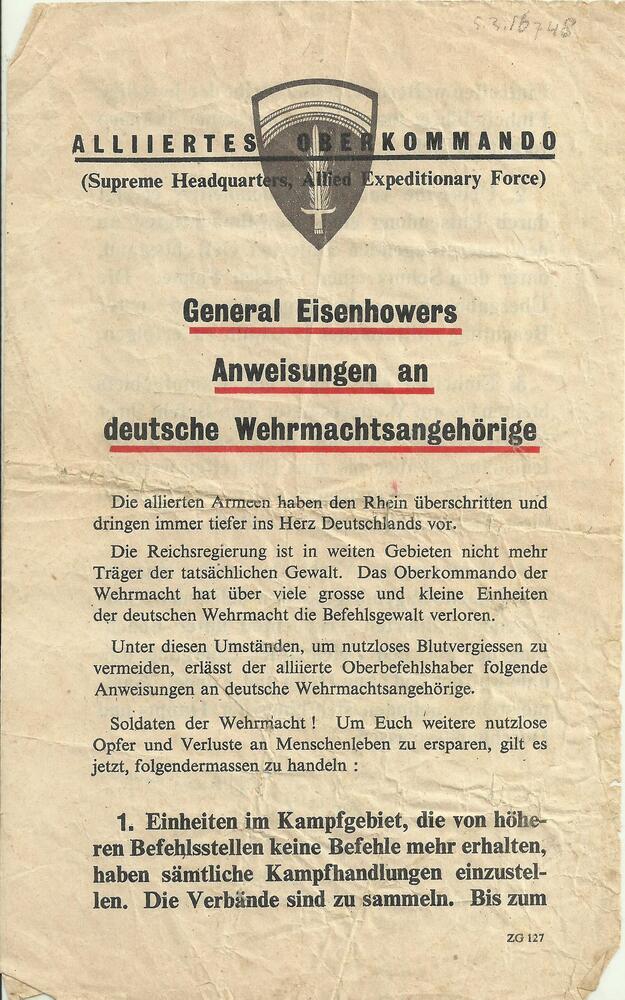 ALLIIERTES OBERKOMMANDO
(Supreme Headquarters, Allied Expeditionary Force)
General Eisenhowers
Anweisungen an
deutsche Wehrmachtsangehörige
Die allierten Armeen haben den Rhein überschritten und
dringen immer tiefer ins Herz Deutschlands vor.
Die Reichsregierung ist in weiten Gebieten nicht mehr
Träger der tatsächlichen Gewalt. Das Oberkommando der
Wehrmacht hat über viele grosse und kleine Einheiten
der deutschen Wehrmacht die Befehlsgewalt verloren.
Unter diesen Umständen, um nutzloses Blutvergiessen zu
vermeiden, erlässt der alliierte Oberbefehlshaber folgende
Anweisungen an deutsche Wehrmachtsangehörige.
Soldaten der Wehrmacht ! Um Euch weitere nutzlose
Opfer und Verluste an Menschenleben zu ersparen, gilt es
jetzt, folgendermassen zu handeln :
1. Einheiten im Kampfgebiet, die von höhe-
ren Befehlsstellen keine Befehle mehr erhalten,
haben sämtliche Kampfhandlungen einzustel-
len. Die Verbände sind zu sammeln. Bis zum
ZG 127